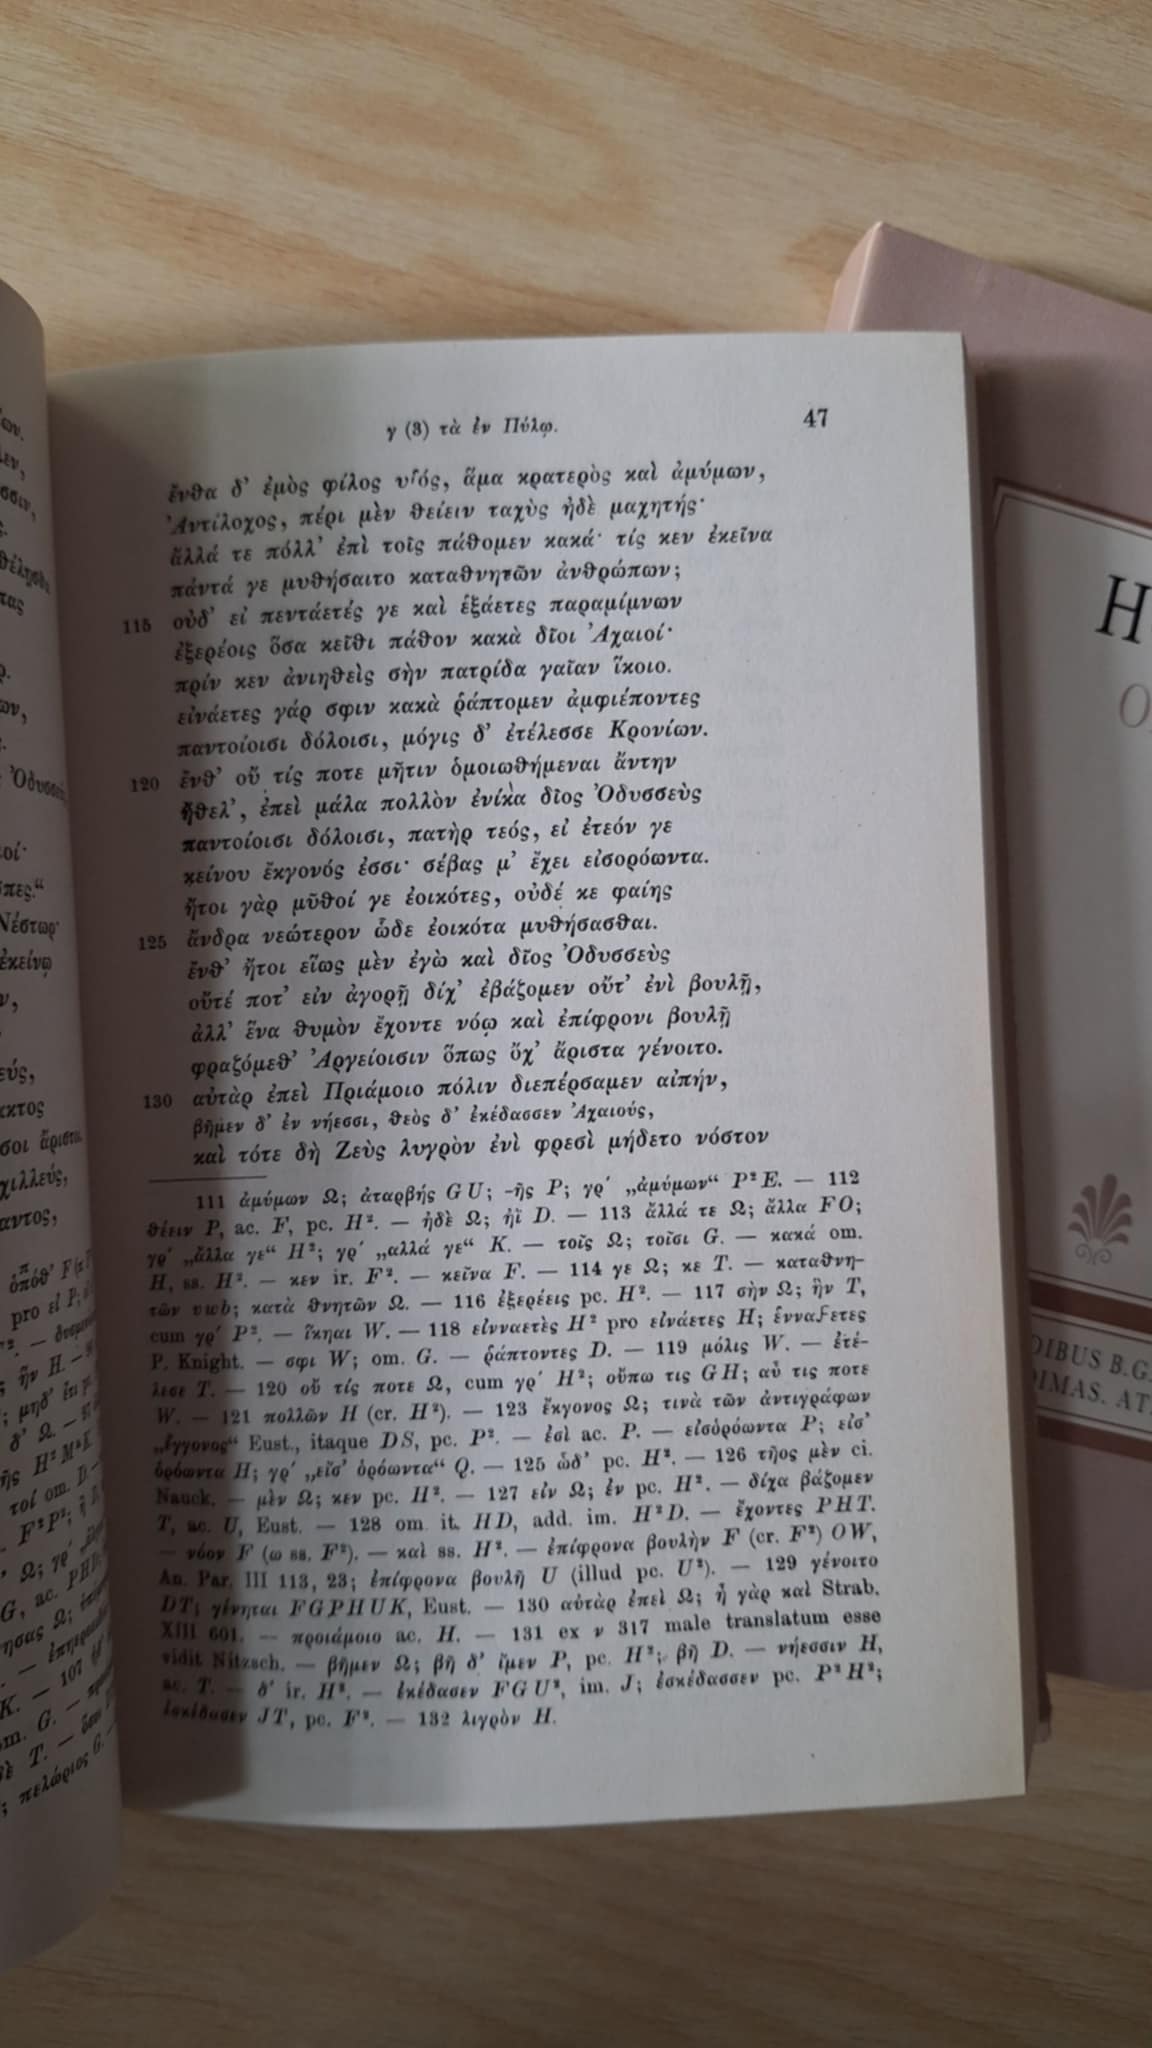 γ (3) τὰ ἐν Πύλῳ.
47
ἔνθα δ’ ἐμὸς φίλος υἱός, ἅμα κρατερὸς καὶ ἀμύμων,
Ἀντίλοχος, πέρι μὲν θείειν ταχὺς ἠδὲ μαχητής·
ἄλλά τε πόλλ’ ἐπὶ τοῖς πάθομεν κακά· τίς κεν ἐκεῖνα
πάντά γε μυθήσαιτο καταθνητῶν ἀνθρώπων;
115 οὐδ’ εἰ πεντάετές γε καὶ ἑξάετες παραμίμνων
ἐξερέοις ὅσα κεῖθι πάθον κακὰ δῖοι Ἀχαιοί·
πρίν κεν ἀνιηθεὶς σὴν πατρίδα γαῖαν ἵκοιο.
εἰνάετες γάρ σφιν κακὰ ῥάπτομεν ἀμφιέποντες
παντοίοισι δόλοισι, μόγις δ’ ἐτέλεσσε Κρονίων.
120 ἔνθ’ οὔ τίς ποτε μῆτιν ὁμοιωθήμεναι ἄντην
ἤθελ’, ἐπεὶ μάλα πολλὸν ἐνίκα δῖος Ὀδυσσεὺς
παντοίοισι δόλοισι, πατὴρ τεός, εἰ ἐτεόν γε
κείνου ἔκγονός ἐσσι· σέβας μ’ ἔχει εἰσορόωντα.
ἤτοι γὰρ μῦθοί γε ἐοικότες, οὐδέ κε φαίης
125 ἄνδρα νεώτερον ὧδε ἐοικότα μυθήσασθαι.
ἔνθ’ ἤτοι εἵως μὲν ἐγὼ καὶ δῖος Ὀδυσσεὺς
οὔτέ ποτ’ εἰν ἀγορῇ δίχ’ ἐβάζομεν οὔτ’ ἐνὶ βουλῇ,
ἀλλ’ ἕνα θυμὸν ἔχοντε νόῳ καὶ ἐπίφρονι βουλῇ
φραζόμεθ’ Ἀργείοισιν ὅπως ὄχ’ ἄριστα γένοιτο.
130 αὐτὰρ ἐπεὶ Πριάμοιο πόλιν διεπέρσαμεν αἰπήν,
βῆμεν δ’ ἐν νήεσσι, θεὸς δ’ ἐκέδασσεν Ἀχαιούς,
καὶ τότε δὴ Ζεὺς λυγρὸν ἐνὶ φρεσὶ μήδετο νόστον
111 ἀμύμων Ω; ἀταρβής G U; -ῆς P; γρ´ „ἀμύμων“ P² E. — 112
θέειν P, ac. F, pc. H². — ἠδὲ Ω; ἠὶ D. — 113 ἄλλά τε Ω; ἄλλα F O;
γρ´ „ἄλλα γε“ H²; γρ´ „αλλά γε“ K. — τοῖς Ω; τοῖσι G. — κακά om.
H, ss. H². — κεν ir. F². — κεῖνα F. — 114 γε Ω; κε T. — καταθνη-
τῶν vwb; κατὰ θνητῶν Ω. — 116 ἐξερέεις pc. H². — 117 σὴν Ω; ἣν T,
cum γρ´ P². — ἵκηαι W. — 118 εἰνναετὲς H² pro εἰνάετες H; ἐνναϝετες
P. Knight. — σφι W; om. G. — ῥάπτοντες D. — 119 μόλις W. — ἐτέ-
λεσε T. — 120 οὔ τίς ποτε Ω, cum γρ´ H²; οὔπω τις G H; αὖ τις ποτε
W. — 121 πολλῶν H (cr. H²). — 123 ἔκγονος Ω; τινὰ τῶν ἀντιγράφων
„ἔγγονος“ Eust., itaque D S, pc. P². — ἐσὶ ac. P. — εἰσὁρόωντα P; εἰσ’
ὁρόωντα H; γρ´ „εἶσ’ ὁρόωντα“ Q. — 125 ὧδ’ pc. H². — 126 τῆος μὲν ci.
Nauck. — μὲν Ω; κεν pc. H². — 127 εἰν Ω; ἐν pc. H². — δίχα βάζομεν
T, ac. U, Eust. — 128 om. it. H D, add. im. H² D. — ἔχοντες P H T.
— νόον F (ω ss. F²). — καὶ ss. H². — ἐπίφρονα βουλὴν F (cr. F²) O W,
An. Par. III 113, 23; ἐπίφρονα βουλῇ U (illud pc. U²). — 129 γένοιτο
D T; γένηται F G P H U K, Eust. — 130 αὐτὰρ ἐπεὶ Ω; ἦ γὰρ καὶ Strab.
XIII 601. — προιάμοιο ac. H. — 131 ex ν 317 male translatum esse
vidit Nitzsch. — βῆμεν Ω; βῆ δ’ ἴμεν P, pc. H²; βῆ D. — νήεσσιν H,
ac. T. — δ’ ir. H². — ἐκέδασεν F G U², im. J; ἐσκέδασσεν pc. P² H²;
ἐσκέδασεν J T, pc. F². — 132 λιγρὸν H.